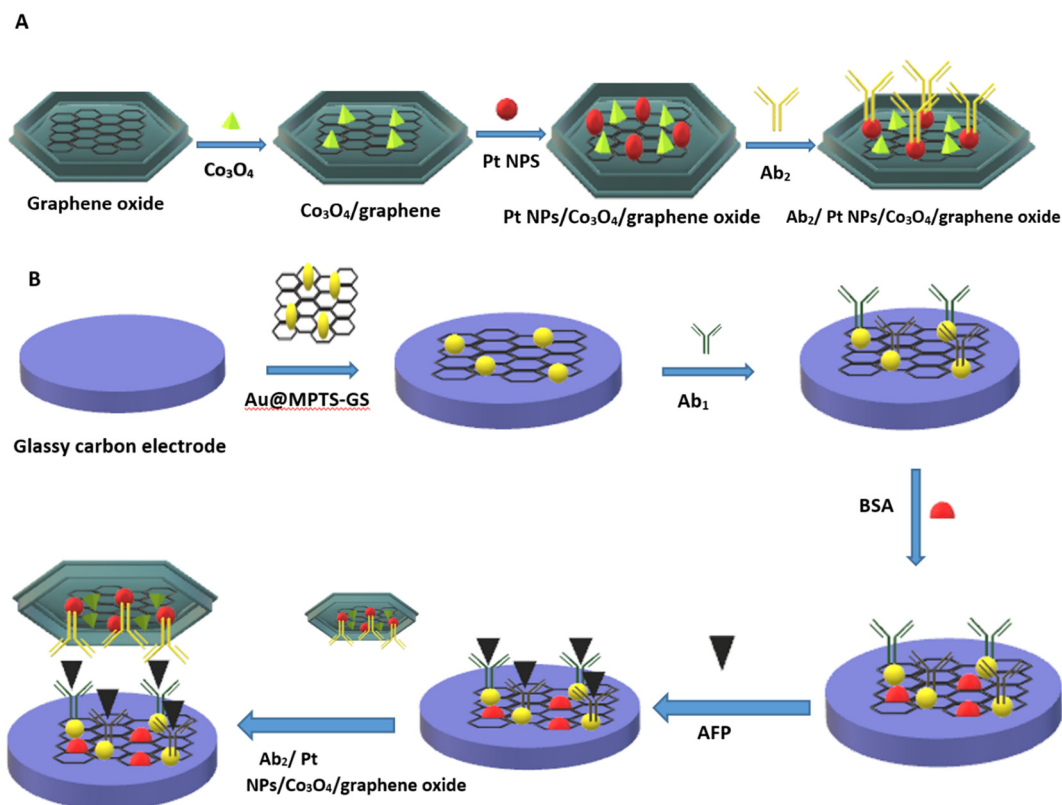 A
Co₃O₄
Pt NPS
Ab₂
Graphene oxide
Co₃O₄/graphene
Pt NPs/Co₃O₄/graphene oxide
Ab₂/ Pt NPs/Co₃O₄/graphene oxide
B
Au@MPTS-GS
Ab₁
Glassy carbon electrode
BSA
AFP
Ab₂/ Pt
NPs/Co₃O₄/graphene oxide